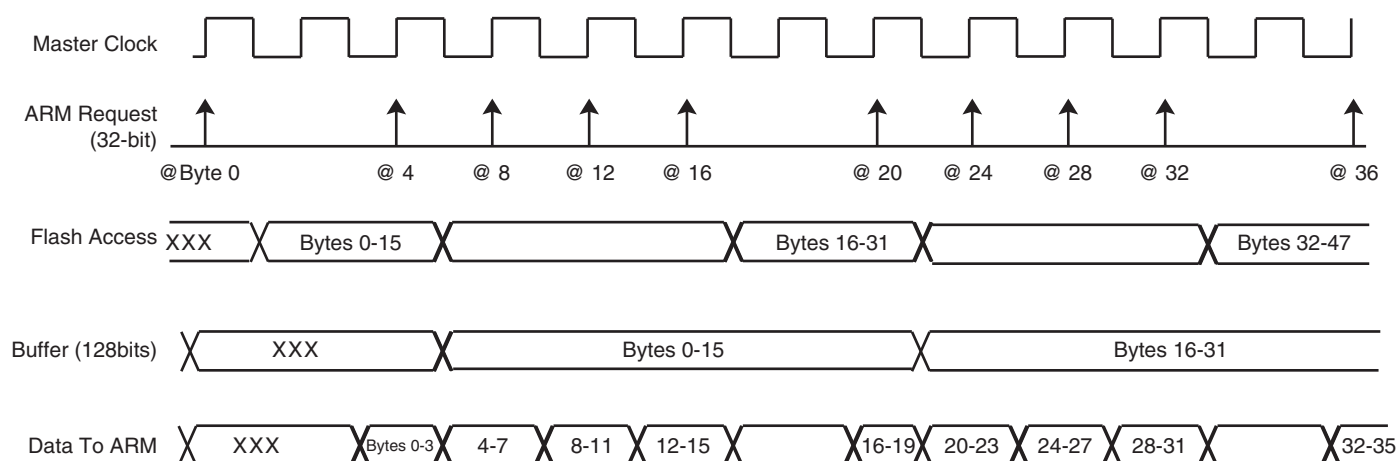 Master Clock
ARM Request
(32-bit)
@Byte 0 @ 4 @ 8 @ 12 @ 16 @ 20 @ 24 @ 28 @ 32 @ 36
Flash Access XXX Bytes 0-15 Bytes 16-31 Bytes 32-47
Buffer (128bits) XXX Bytes 0-15 Bytes 16-31
Data To ARM XXX Bytes 0-3 4-7 8-11 12-15 16-19 20-23 24-27 28-31 32-35